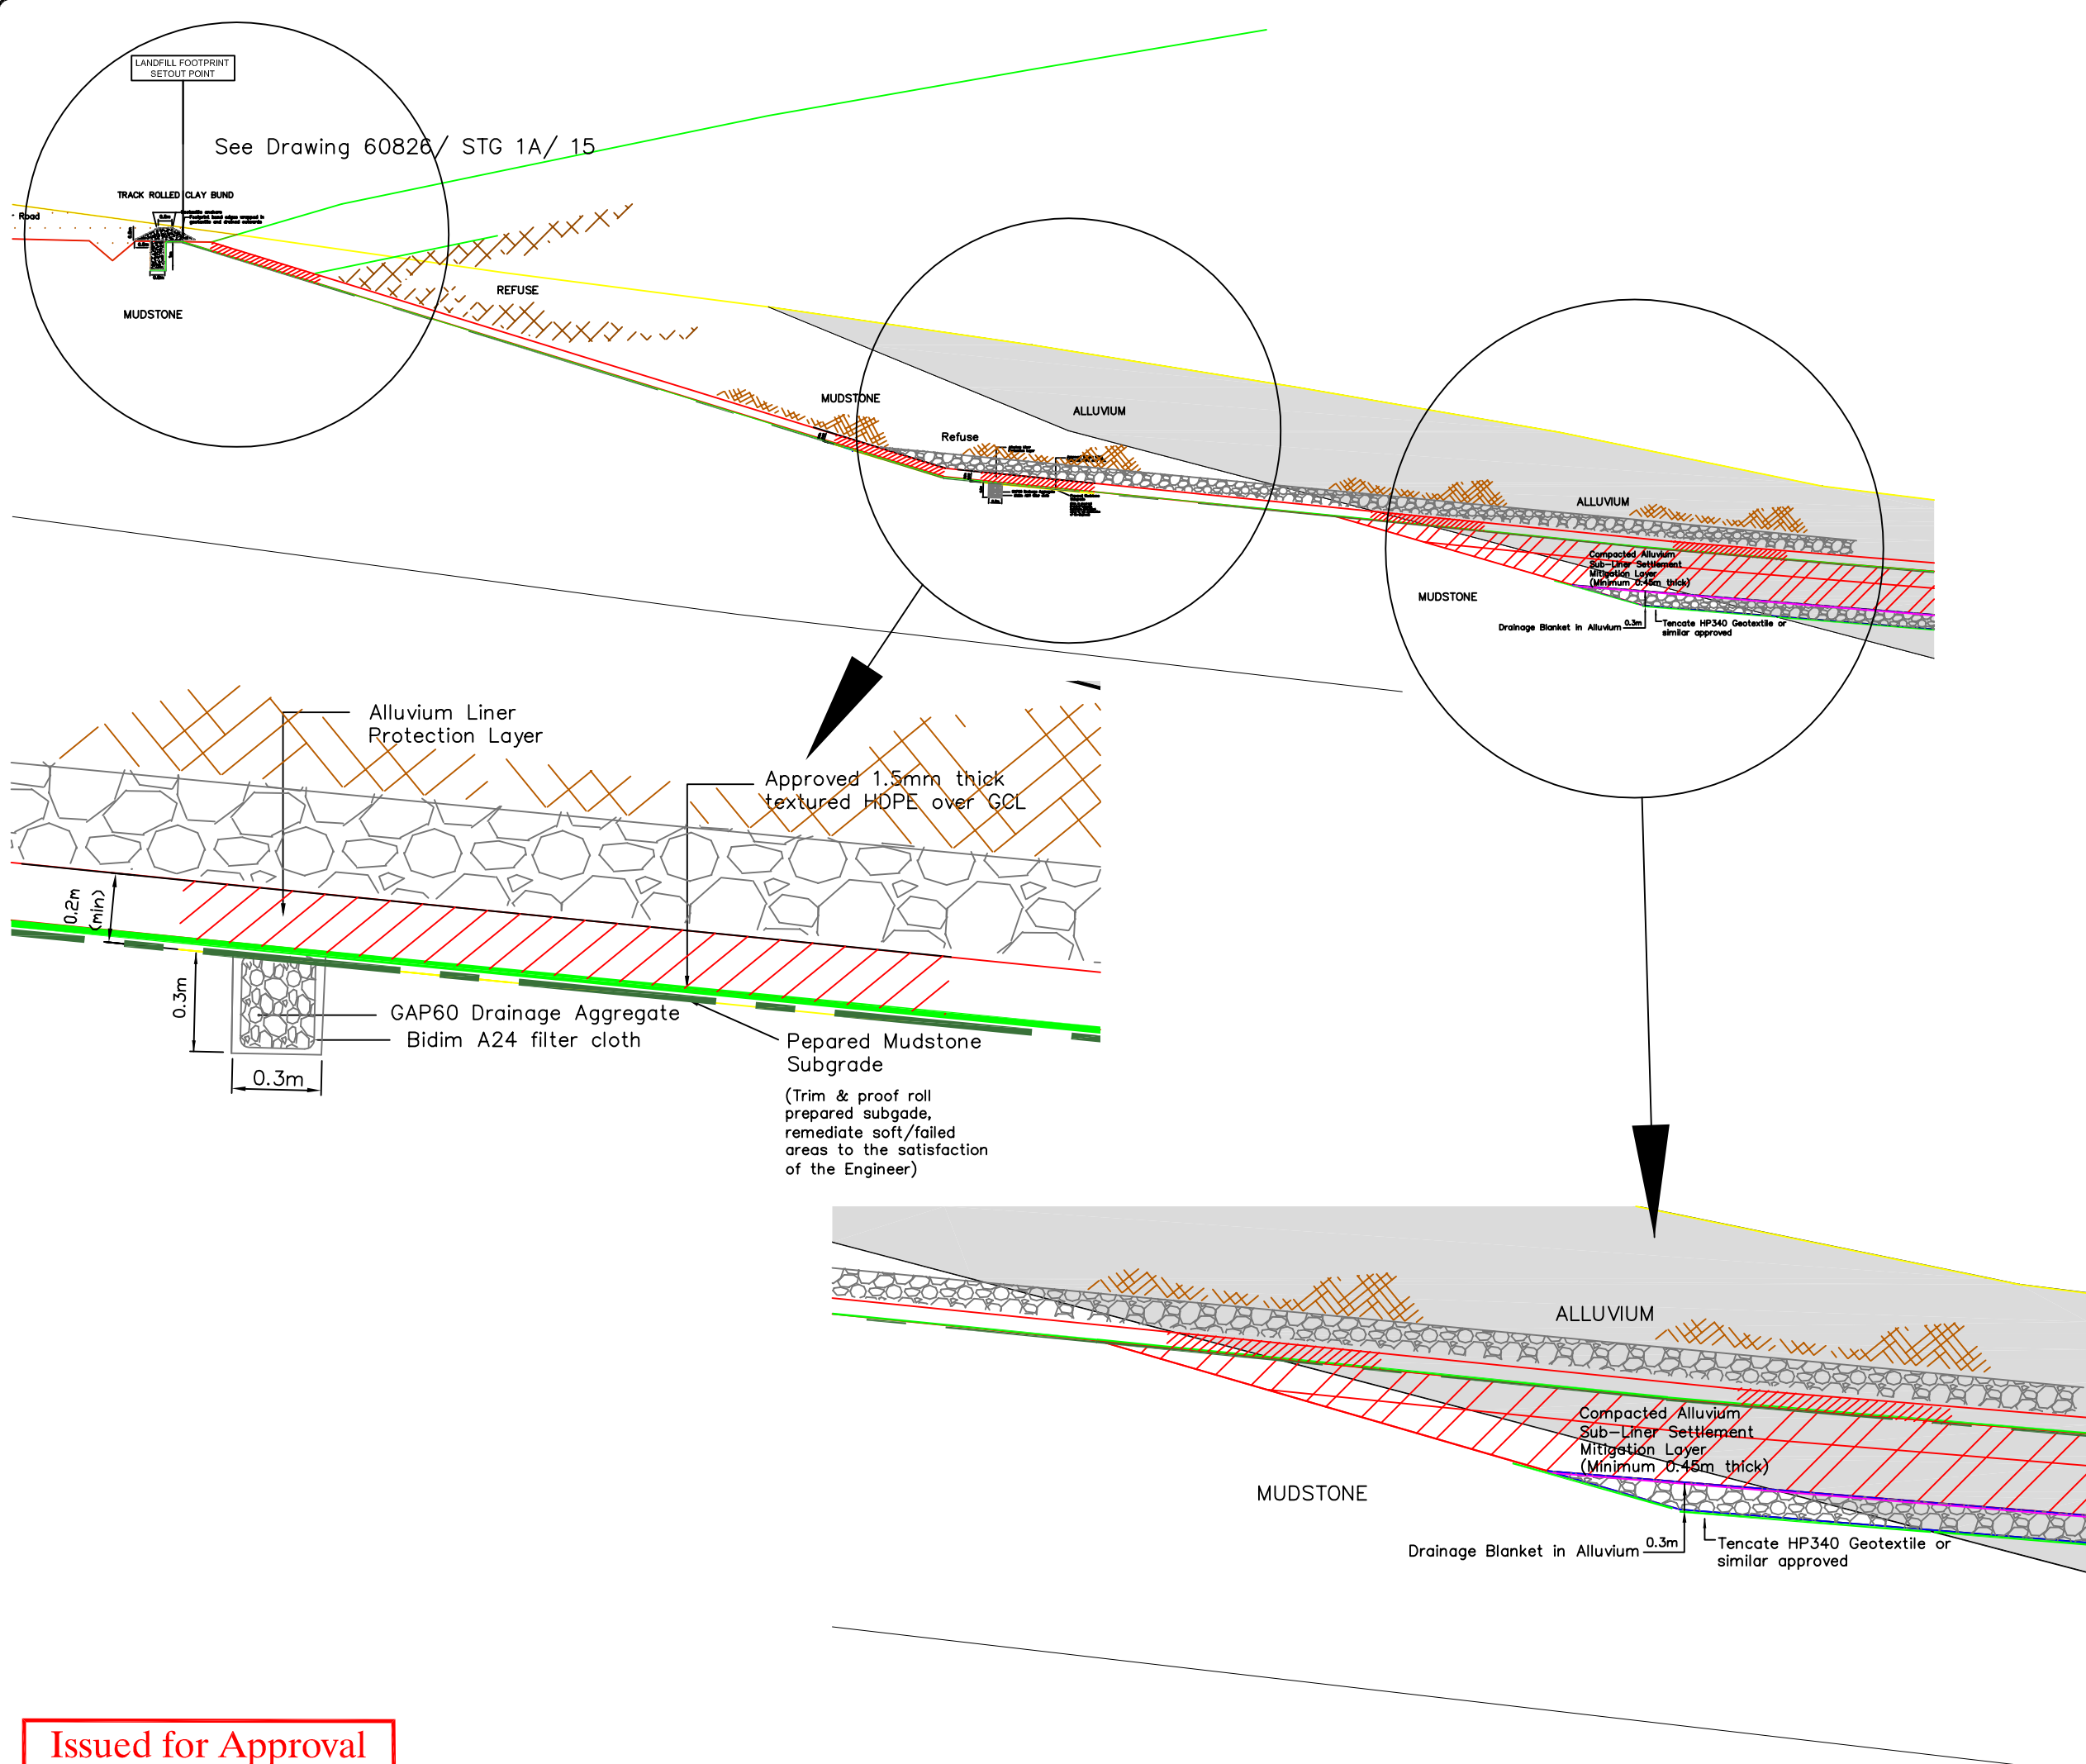 LANDFILL FOOTPRINT
SETOUT POINT
See Drawing 60826/ STG 1A/ 15
TRACK ROLLED CLAY BUND
Road
MUDSTONE
REFUSE
MUDSTONE
ALLUVIUM
Refuse
ALLUVIUM
Compacted Alluvium
Sub-Liner Settlement
Mitigation Layer
(Minimum 0.45m thick)
MUDSTONE
Drainage Blanket in Alluvium
0.3m
Tencate HP340 Geotextile or
similar approved
Alluvium Liner
Protection Layer
Approved 1.5mm thick
textured HDPE over GCL
0.2m
(min)
0.3m
GAP60 Drainage Aggregate
Bidim A24 filter cloth
0.3m
Pepared Mudstone
Subgrade
(Trim & proof roll
prepared subgade,
remediate soft/failed
areas to the satisfaction
of the Engineer)
ALLUVIUM
Compacted Alluvium
Sub-Liner Settlement
Mitigation Layer
(Minimum 0.45m thick)
MUDSTONE
Drainage Blanket in Alluvium
0.3m
Tencate HP340 Geotextile or
similar approved
Issued for Approval